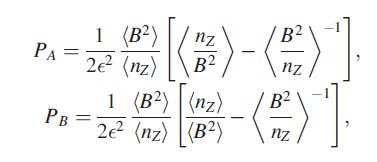 P_A = \frac{1}{2\epsilon^2} \frac{\langle B^2 \rangle}{\langle n_Z \rangle} \left[ \left\langle \frac{n_Z}{B^2} \right\rangle - \left\langle \frac{B^2}{n_Z} \right\rangle^{-1} \right],
P_B = \frac{1}{2\epsilon^2} \frac{\langle B^2 \rangle}{\langle n_Z \rangle} \left[ \frac{\langle n_Z \rangle}{\langle B^2 \rangle} - \left\langle \frac{B^2}{n_Z} \right\rangle^{-1} \right],